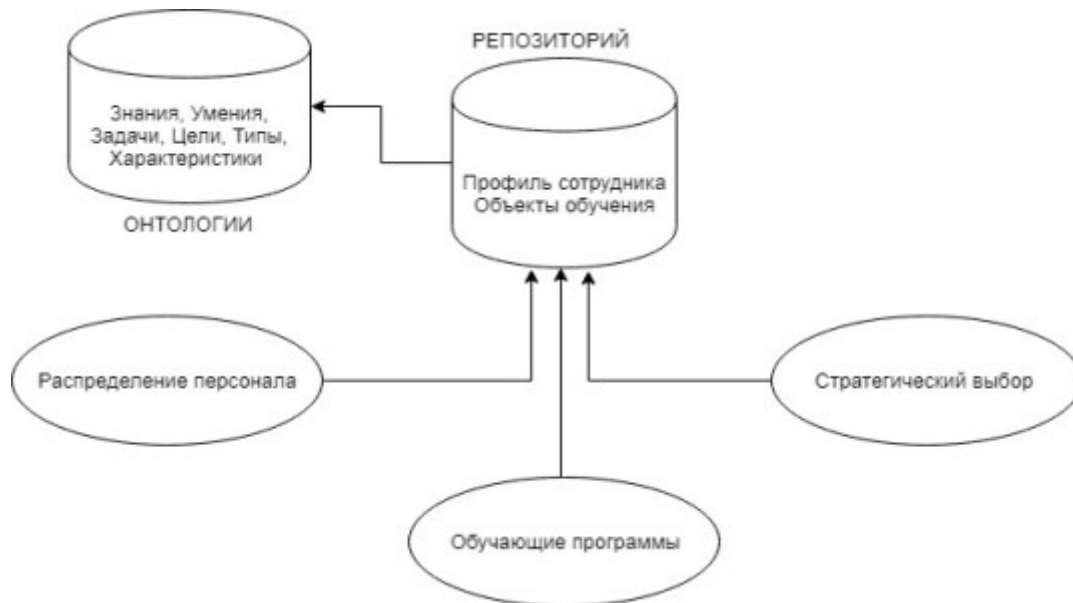 РЕПОЗИТОРИЙ
Знания, Умения,
Задачи, Цели, Типы,
Характеристики
ОНТОЛОГИИ
Профиль сотрудника
Объекты обучения
Распределение персонала
Стратегический выбор
Обучающие программы